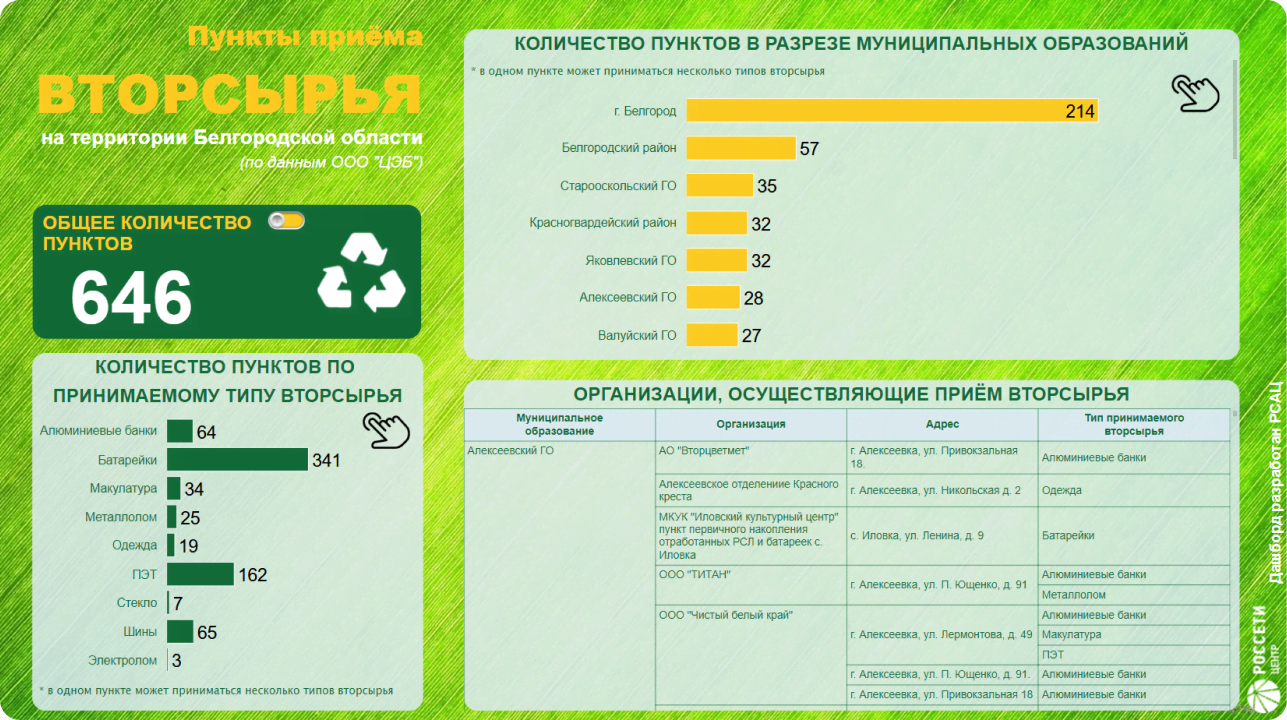 Пункты приёма
ВТОРСЫРЬЯ
на территории Белгородской области
(по данным ООО "ЦЭБ")
ОБЩЕЕ КОЛИЧЕСТВО
ПУНКТОВ
646
КОЛИЧЕСТВО ПУНКТОВ ПО
ПРИНИМАЕМОМУ ТИПУ ВТОРСЫРЬЯ
Алюминиевые банки 64
Батарейки 341
Макулатура 34
Металлолом 25
Одежда 19
ПЭТ 162
Стекло 7
Шины 65
Электролом 3
* в одном пункте может приниматься несколько типов вторсырья
КОЛИЧЕСТВО ПУНКТОВ В РАЗРЕЗЕ МУНИЦИПАЛЬНЫХ ОБРАЗОВАНИЙ
* в одном пункте может приниматься несколько типов вторсырья
г. Белгород 214
Белгородский район 57
Старооскольский ГО 35
Красногвардейский район 32
Яковлевский ГО 32
Алексеевский ГО 28
Валуйский ГО 27
ОРГАНИЗАЦИИ, ОСУЩЕСТВЛЯЮЩИЕ ПРИЁМ ВТОРСЫРЬЯ
Муниципальное
образование
Организация
Адрес
Тип принимаемого
вторсырья
Алексеевский ГО
АО "Вторцветмет"
г. Алексеевка, ул. Привокзальная
18.
Алюминиевые банки
Алексеевское отделениие Красного
креста
г. Алексеевка, ул. Никольская д. 2
Одежда
МКУК "Иловский культурный центр"
пункт первичного накопления
отработанных РСЛ и батареек с.
Иловка
с. Иловка, ул. Ленина, д. 9
Батарейки
ООО "ТИТАН"
г. Алексеевка, ул. П. Ющенко, д. 91
Алюминиевые банки
Металлолом
ООО "Чистый белый край"
г. Алексеевка, ул. Лермонтова, д. 49
Алюминиевые банки
Макулатура
ПЭТ
г. Алексеевка, ул. П. Ющенко, д. 91.
Алюминиевые банки
г. Алексеевка, ул. Привокзальная 18
Алюминиевые банки
Дашборд разработан РСАЦ
РОССЕТИ
ЦЕНТР